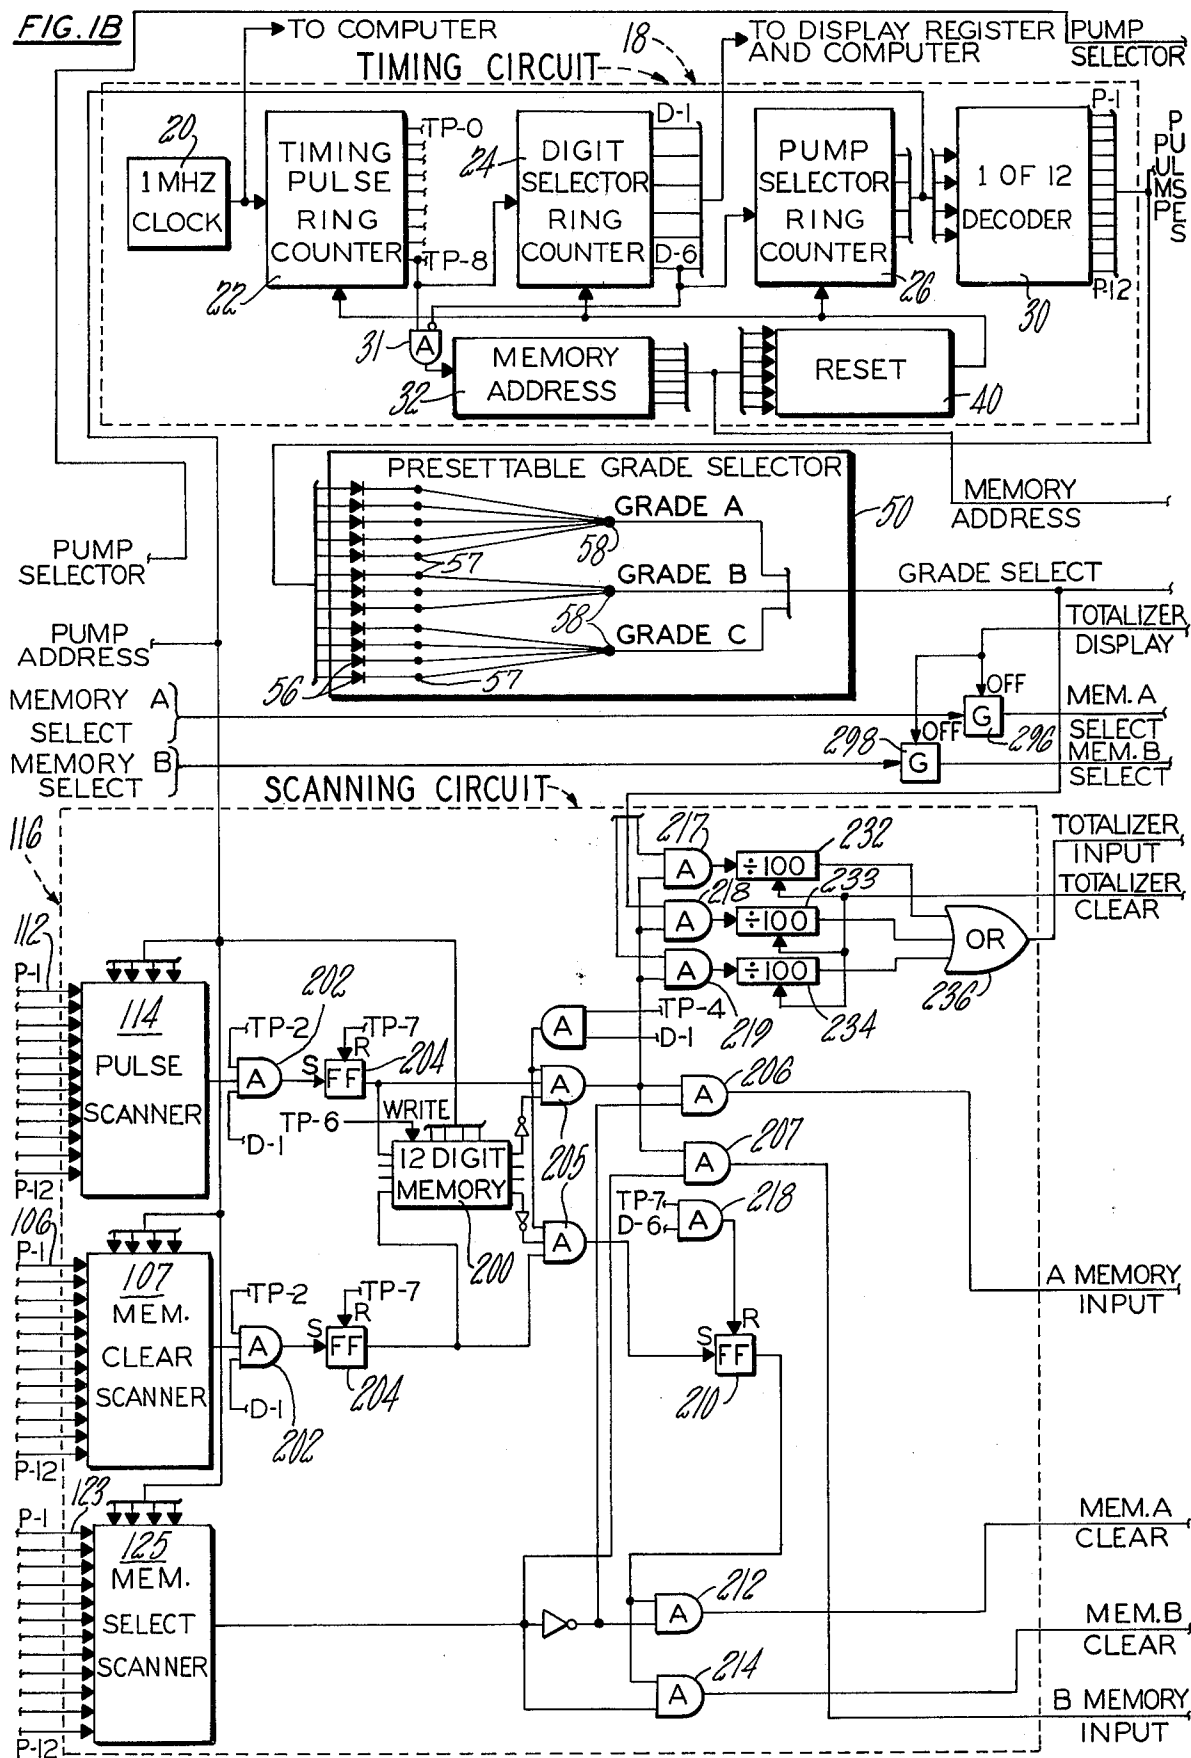 FIG. 1B
TO COMPUTER
TO DISPLAY REGISTER
AND COMPUTER
PUMP
SELECTOR
TIMING CIRCUIT
18
20
1 MHZ
CLOCK
TIMING
PULSE
RING
COUNTER
22
TP-0
TP-8
24
DIGIT
SELECTOR
RING
COUNTER
D-1
D-6
PUMP
SELECTOR
RING
COUNTER
26
1 OF 12
DECODER
30
P-1
P-12
PUMP
PULSES
31
A
32
MEMORY
ADDRESS
RESET
40
PRESETTABLE GRADE SELECTOR
50
GRADE A
58
57
GRADE B
58
GRADE C
56
57
MEMORY
ADDRESS
PUMP
SELECTOR
PUMP
ADDRESS
GRADE SELECT
TOTALIZER
DISPLAY
MEMORY A
SELECT
MEMORY B
SELECT
OFF
G
296
MEM. A
SELECT
298
OFF
G
MEM. B
SELECT
SCANNING CIRCUIT
116
217
A
÷100
232
218
A
÷100
233
A
219
÷100
234
OR
236
TOTALIZER
INPUT
TOTALIZER
CLEAR
112
P-1
P-12
114
PULSE
SCANNER
TP-2
202
A
D-1
S
FF
R
TP-7
204
TP-6
WRITE
12 DIGIT
MEMORY
200
A
TP-4
D-1
A
205
A
A
206
A
207
TP-7
D-6
A
218
S
R
FF
210
A MEMORY
INPUT
106
P-1
P-12
107
MEM.
CLEAR
SCANNER
TP-2
A
D-1
202
S
FF
R
TP-7
204
P-1
123
P-12
125
MEM.
SELECT
SCANNER
A
212
A
214
MEM. A
CLEAR
MEM. B
CLEAR
B MEMORY
INPUT